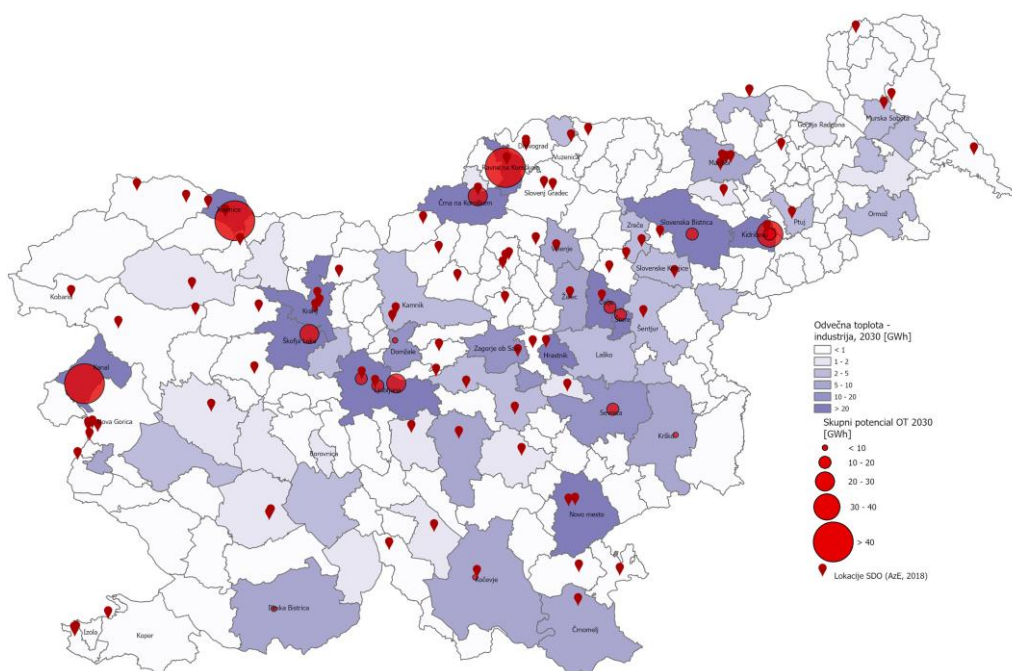 Murska Sobota
Gornja Radgona
Dravograd
Muzenica
Ravne na Koroškem
Slovenj Gradec
Črna na Koroškem
Jesenice
Slovenska Bistrica
Zreče
Kidričevo
Ptuj
Ormož
Velenje
Slovenske Konjice
Kobarid
Kranj
Kamnik
Žalec
Celje
Štore
Šentjur
Škofja Loka
Domžale
Zagorje ob Savi
Hrastnik
Laško
Kanal
Ljubljana
Nova Gorica
Sevnica
Krško
Borovnica
Novo mesto
Kočevje
Ilirska Bistrica
Črnomelj
Izola
Koper
Odvečna toplota -
industrija, 2030 [GWh]
< 1
1 - 2
2 - 5
5 - 10
10 - 20
> 20
Skupni potencial OT 2030
[GWh]
< 10
10 - 20
20 - 30
30 - 40
> 40
Lokacije SDO (AzE, 2018)